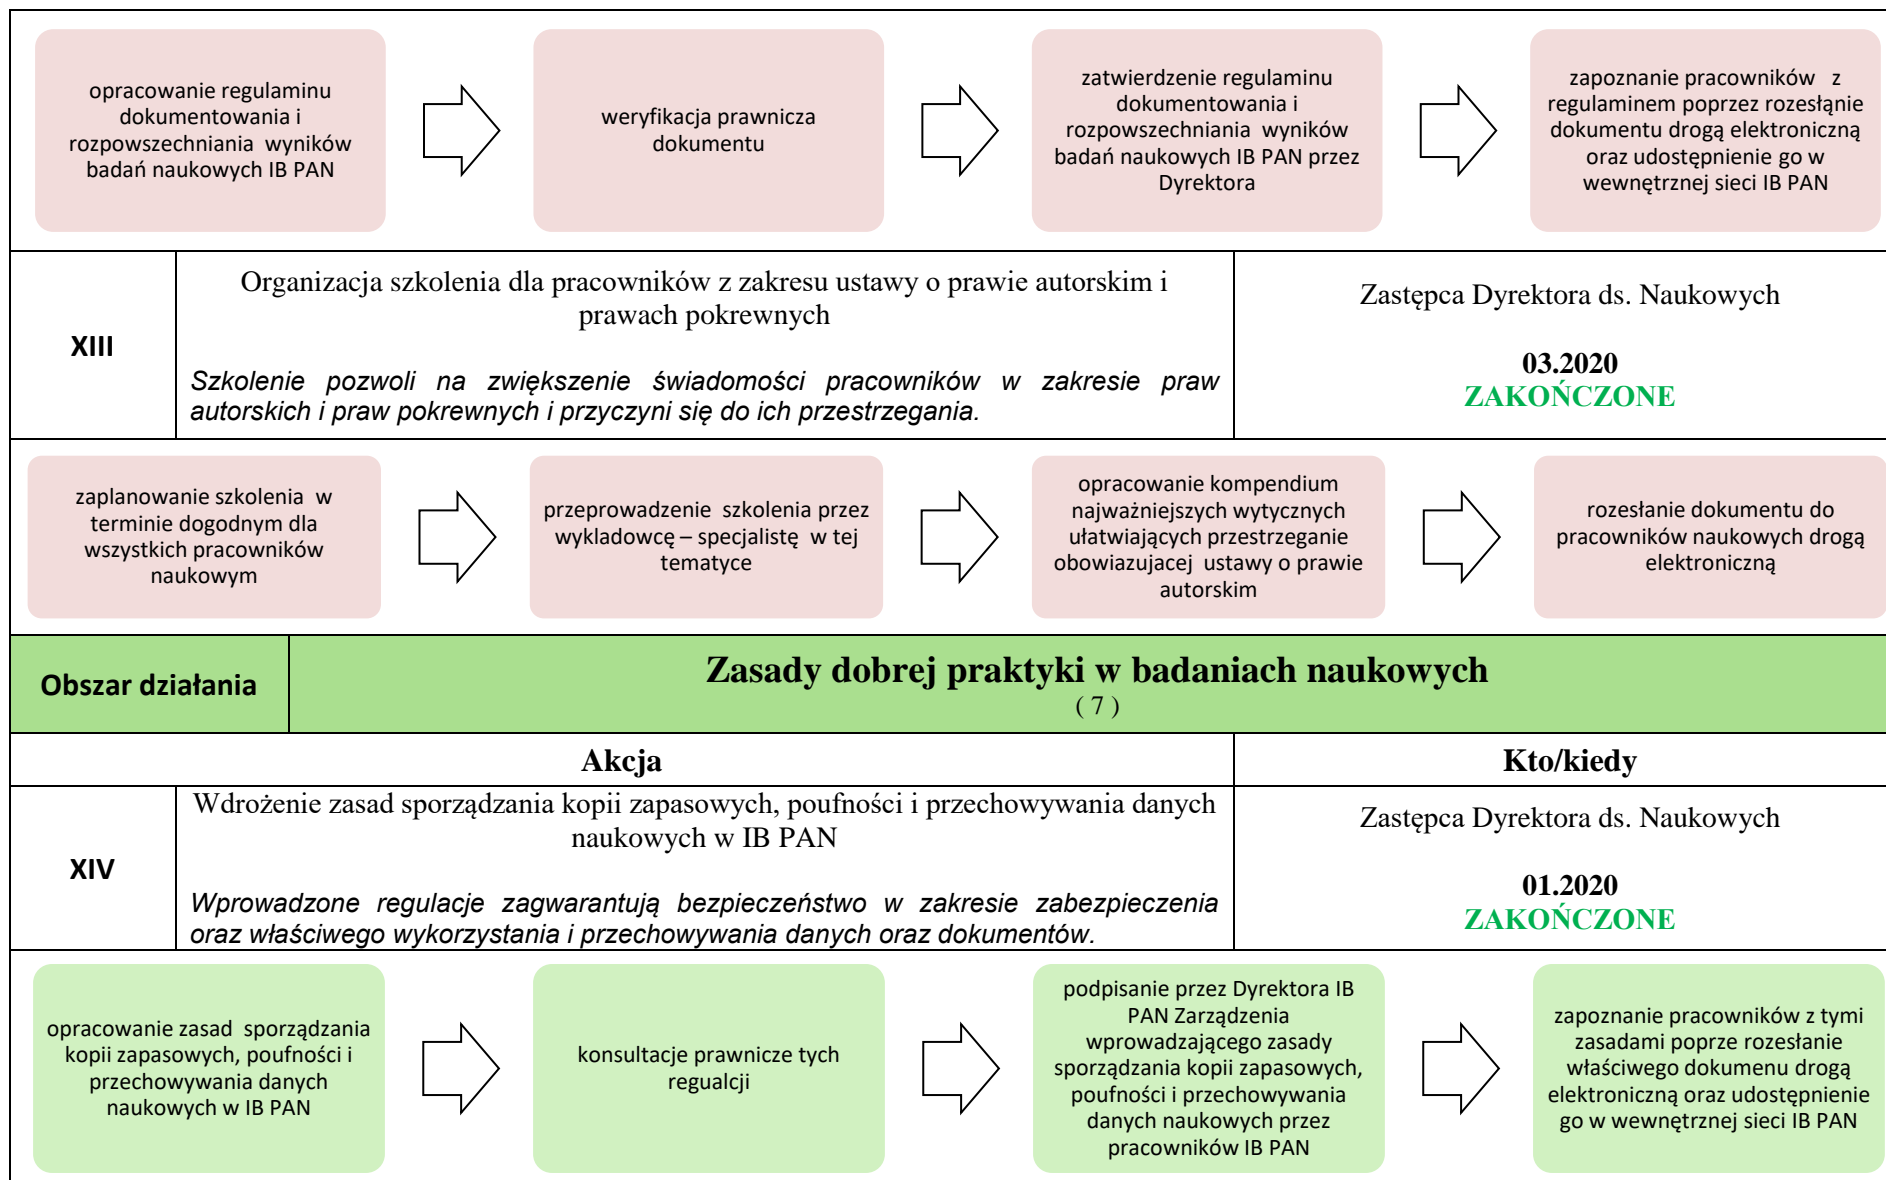 opracowanie regulaminu
dokumentowania i
rozpowszechniania wyników
badań naukowych IB PAN
weryfikacja prawnicza
dokumentu
zatwierdzenie regulaminu
dokumentowania i
rozpowszechniania wyników
badań naukowych IB PAN przez
Dyrektora
zapoznanie pracowników z
regulaminem poprzez rozesłąnie
dokumentu drogą elektroniczną
oraz udostępnienie go w
wewnętrznej sieci IB PAN
XIII
Organizacja szkolenia dla pracowników z zakresu ustawy o prawie autorskim i
prawach pokrewnych
Szkolenie pozwoli na zwiększenie świadomości pracowników w zakresie praw
autorskich i praw pokrewnych i przyczyni się do ich przestrzegania.
Zastępca Dyrektora ds. Naukowych
03.2020
ZAKOŃCZONE
zaplanowanie szkolenia w
terminie dogodnym dla
wszystkich pracowników
naukowym
przeprowadzenie szkolenia przez
wykladowcę – specjalistę w tej
tematyce
opracowanie kompendium
najważniejszych wytycznych
ułatwiających przestrzeganie
obowiazujacej ustawy o prawie
autorskim
rozesłanie dokumentu do
pracowników naukowych drogą
elektroniczną
Obszar działania
Zasady dobrej praktyki w badaniach naukowych
( 7 )
Akcja
Kto/kiedy
XIV
Wdrożenie zasad sporządzania kopii zapasowych, poufności i przechowywania danych
naukowych w IB PAN
Wprowadzone regulacje zagwarantują bezpieczeństwo w zakresie zabezpieczenia
oraz właściwego wykorzystania i przechowywania danych oraz dokumentów.
Zastępca Dyrektora ds. Naukowych
01.2020
ZAKOŃCZONE
opracowanie zasad sporządzania
kopii zapasowych, poufności i
przechowywania danych
naukowych w IB PAN
konsultacje prawnicze tych
regualcji
podpisanie przez Dyrektora IB
PAN Zarządzenia
wprowadzającego zasady
sporządzania kopii zapasowych,
poufności i przechowywania
danych naukowych przez
pracowników IB PAN
zapoznanie pracowników z tymi
zasadami poprze rozesłanie
właściwego dokumenu drogą
elektroniczną oraz udostępnienie
go w wewnętrznej sieci IB PAN